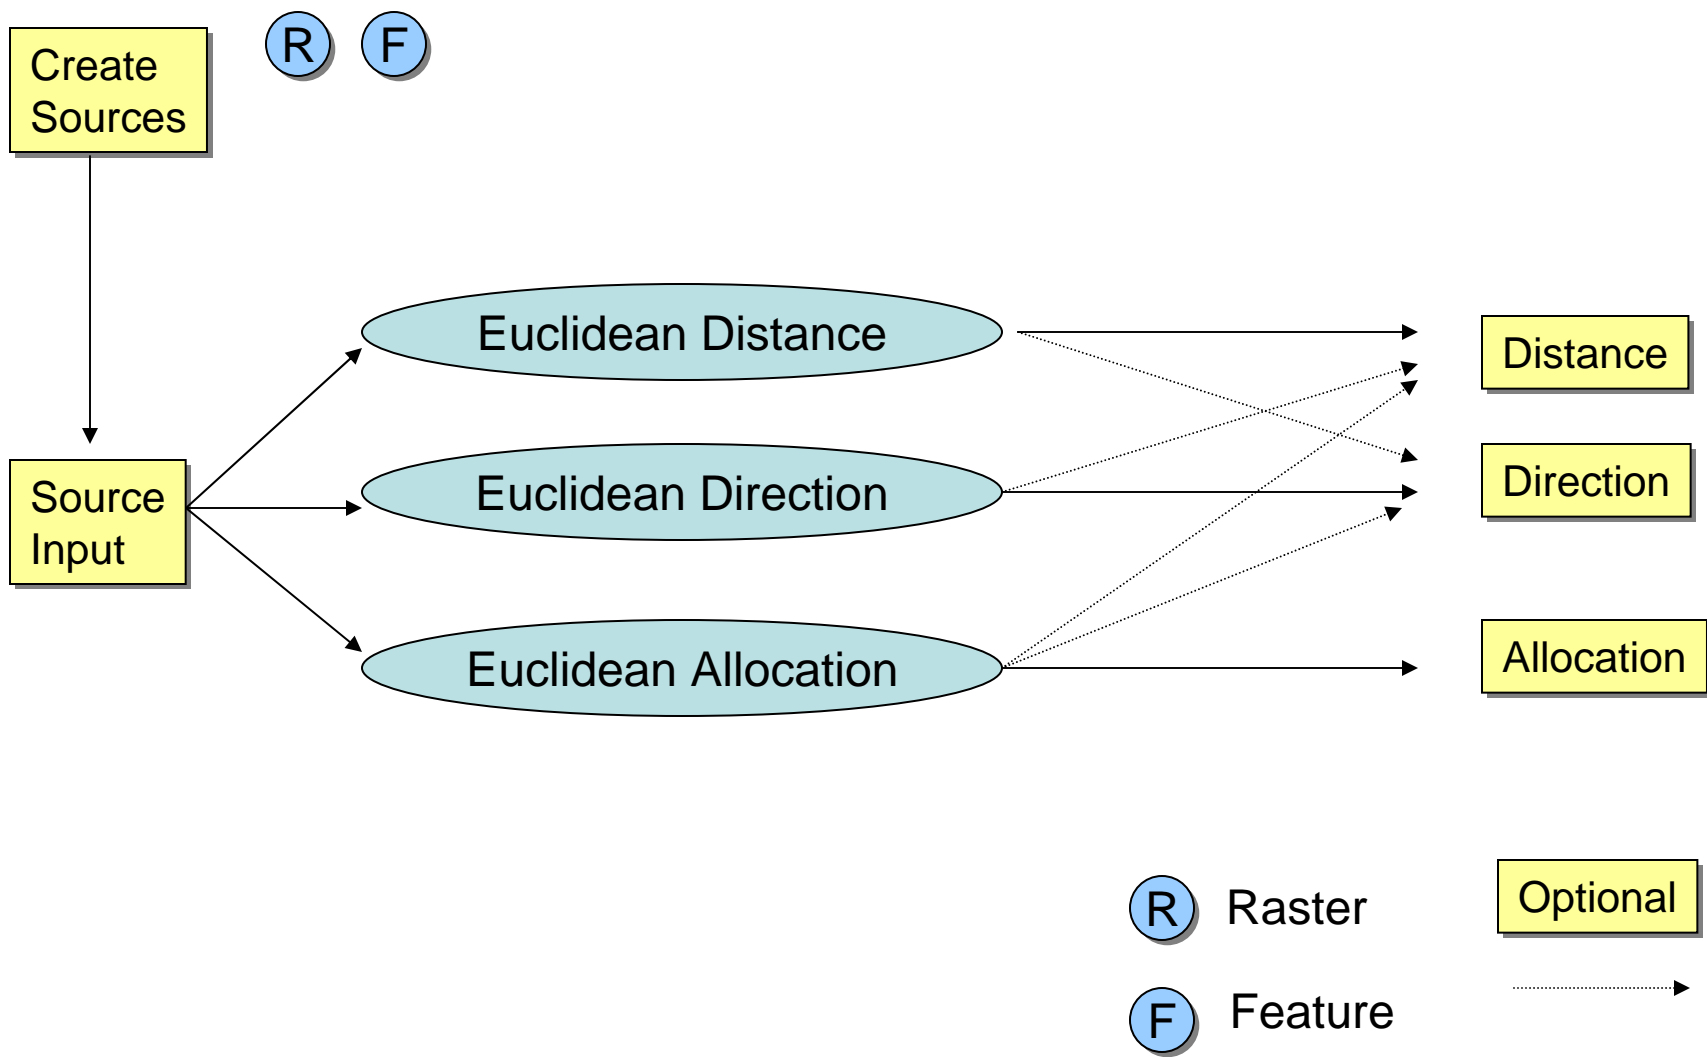 Create
Sources
R F
Source
Input
Euclidean Distance
Euclidean Direction
Euclidean Allocation
Distance
Direction
Allocation
R Raster
F Feature
Optional